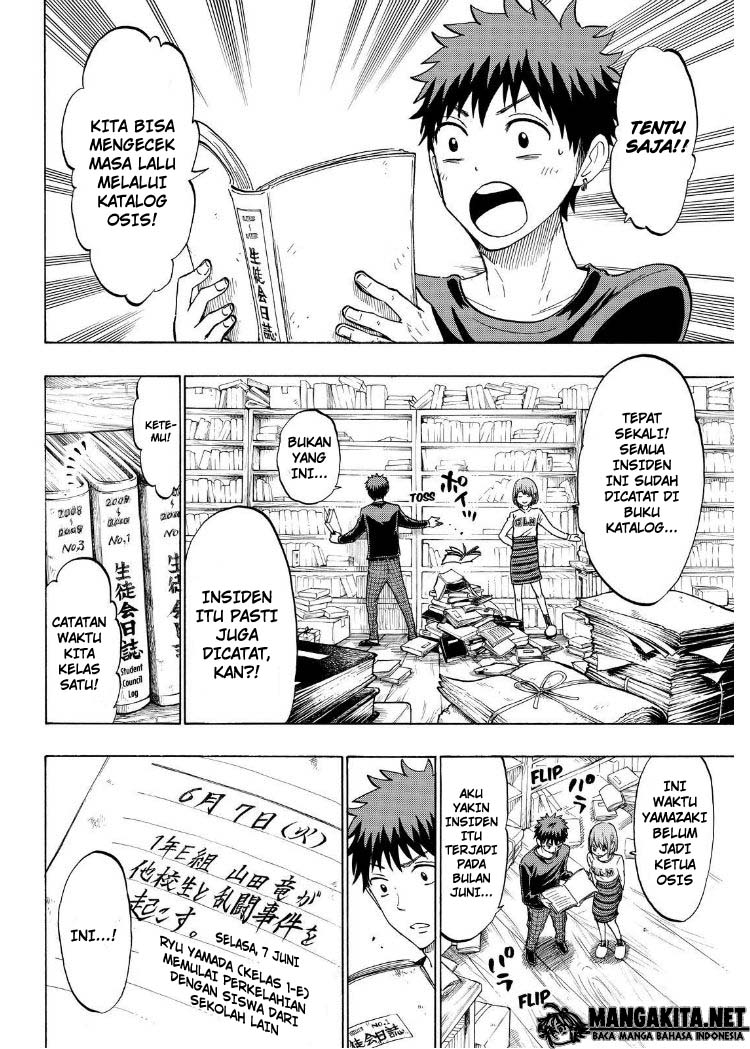 TENTU
SAJA!!
KITA BISA
MENGECEK
MASA LALU
MELALUI
KATALOG
OSIS!
生徒会日誌
TEPAT
SEKALI!
SEMUA
INSIDEN
INI SUDAH
DICATAT DI
BUKU
KATALOG...
BUKAN
YANG
INI...
TOSS
ポイ
INSIDEN
ITU PASTI
JUGA
DICATAT,
KAN?!
KETE-
MU!
No.3
No.1
生徒会日誌
Student
Council
Log
CATATAN
WAKTU
KITA
KELAS
SATU!
INI
WAKTU
YAMAZAKI
BELUM
JADI
KETUA
OSIS
FLIP
パラ
AKU
YAKIN
INSIDEN
ITU
TERJADI
PADA
BULAN
JUNI...
パラ
FLIP
6月7日(火)
1年E組 山田竜が
他校生と乱闘事件を
起こす。
SELASA, 7 JUNI
RYU YAMADA (KELAS 1-E)
MEMULAI PERKELAHIAN
DENGAN SISWA DARI
SEKOLAH LAIN
INI...!
MANGAKITA.NET
BACA MANGA BAHASA INDONESIA